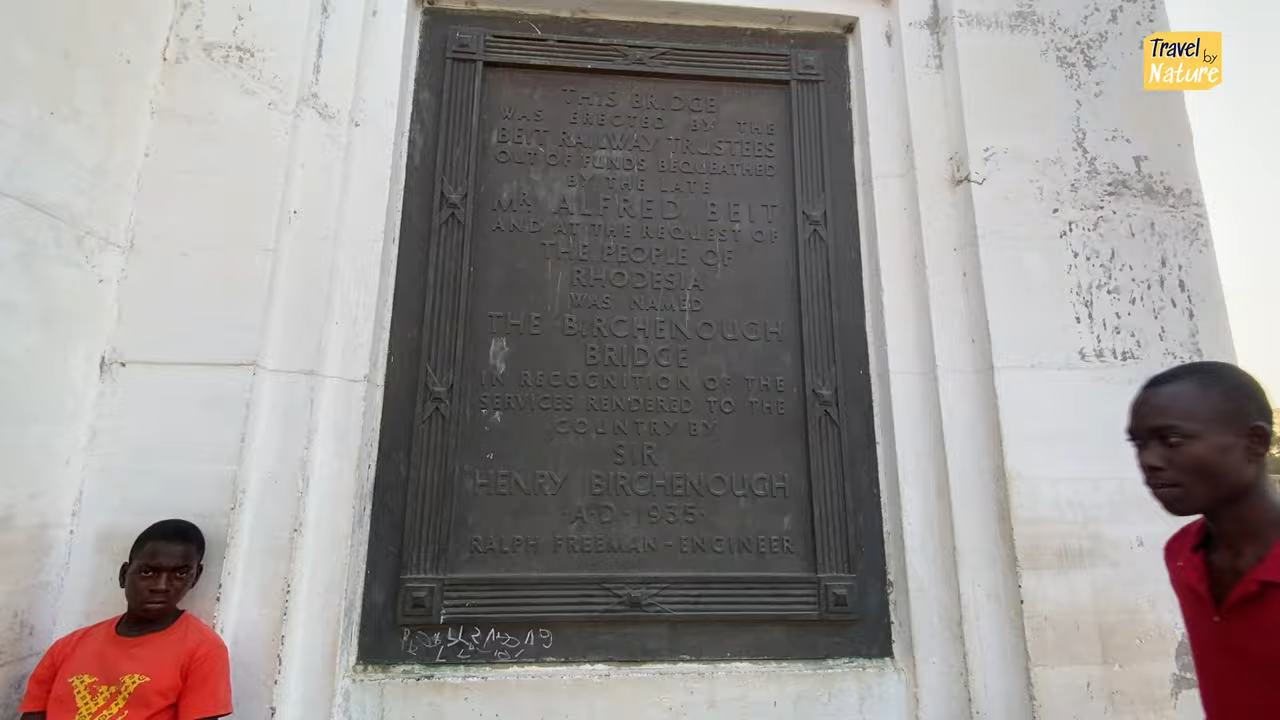 Travel by Nature
THIS BRIDGE
WAS ERECTED BY THE
BEIT RAILWAY TRUSTEES
OUT OF FUNDS BEQUEATHED
BY THE LATE
MR ALFRED BEIT
AND AT THE REQUEST OF
THE PEOPLE OF
RHODESIA
WAS NAMED
THE BIRCHENOUGH
BRIDGE
IN RECOGNITION OF THE
SERVICES RENDERED TO THE
COUNTRY BY
SIR
HENRY BIRCHENOUGH
·A·D·1935·
RALPH FREEMAN-ENGINEER